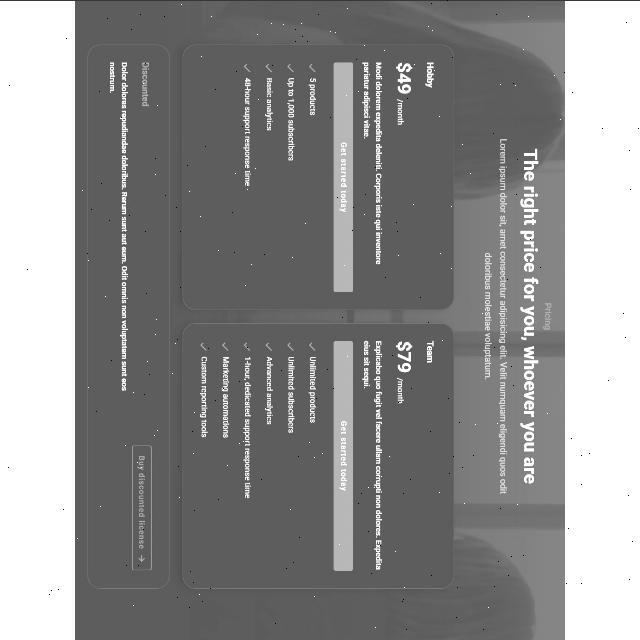 Pricing
The right price for you, whoever you are
Lorem ipsum dolor sit, amet consectetur adipisicing elit. Velit numquam eligendi quos odit
doloribus molestiae voluptatum.
Hobby
$49 /month
Modi dolorem expedita deleniti. Corporis iste qui inventore
pariatur adipisci vitae.
Get started today
5 products
Up to 1,000 subscribers
Basic analytics
48-hour support response time
Team
$79 /month
Explicabo quo fugit vel facere ullam corrupti non dolores. Expedita
eius sit sequi.
Get started today
Unlimited products
Unlimited subscribers
Advanced analytics
1-hour, dedicated support response time
Marketing automations
Custom reporting tools
Discounted
Dolor dolores repudiandae doloribus. Rerum sunt aut eum. Odit omnis non voluptatem sunt eos
nostrum.
Buy discounted license →